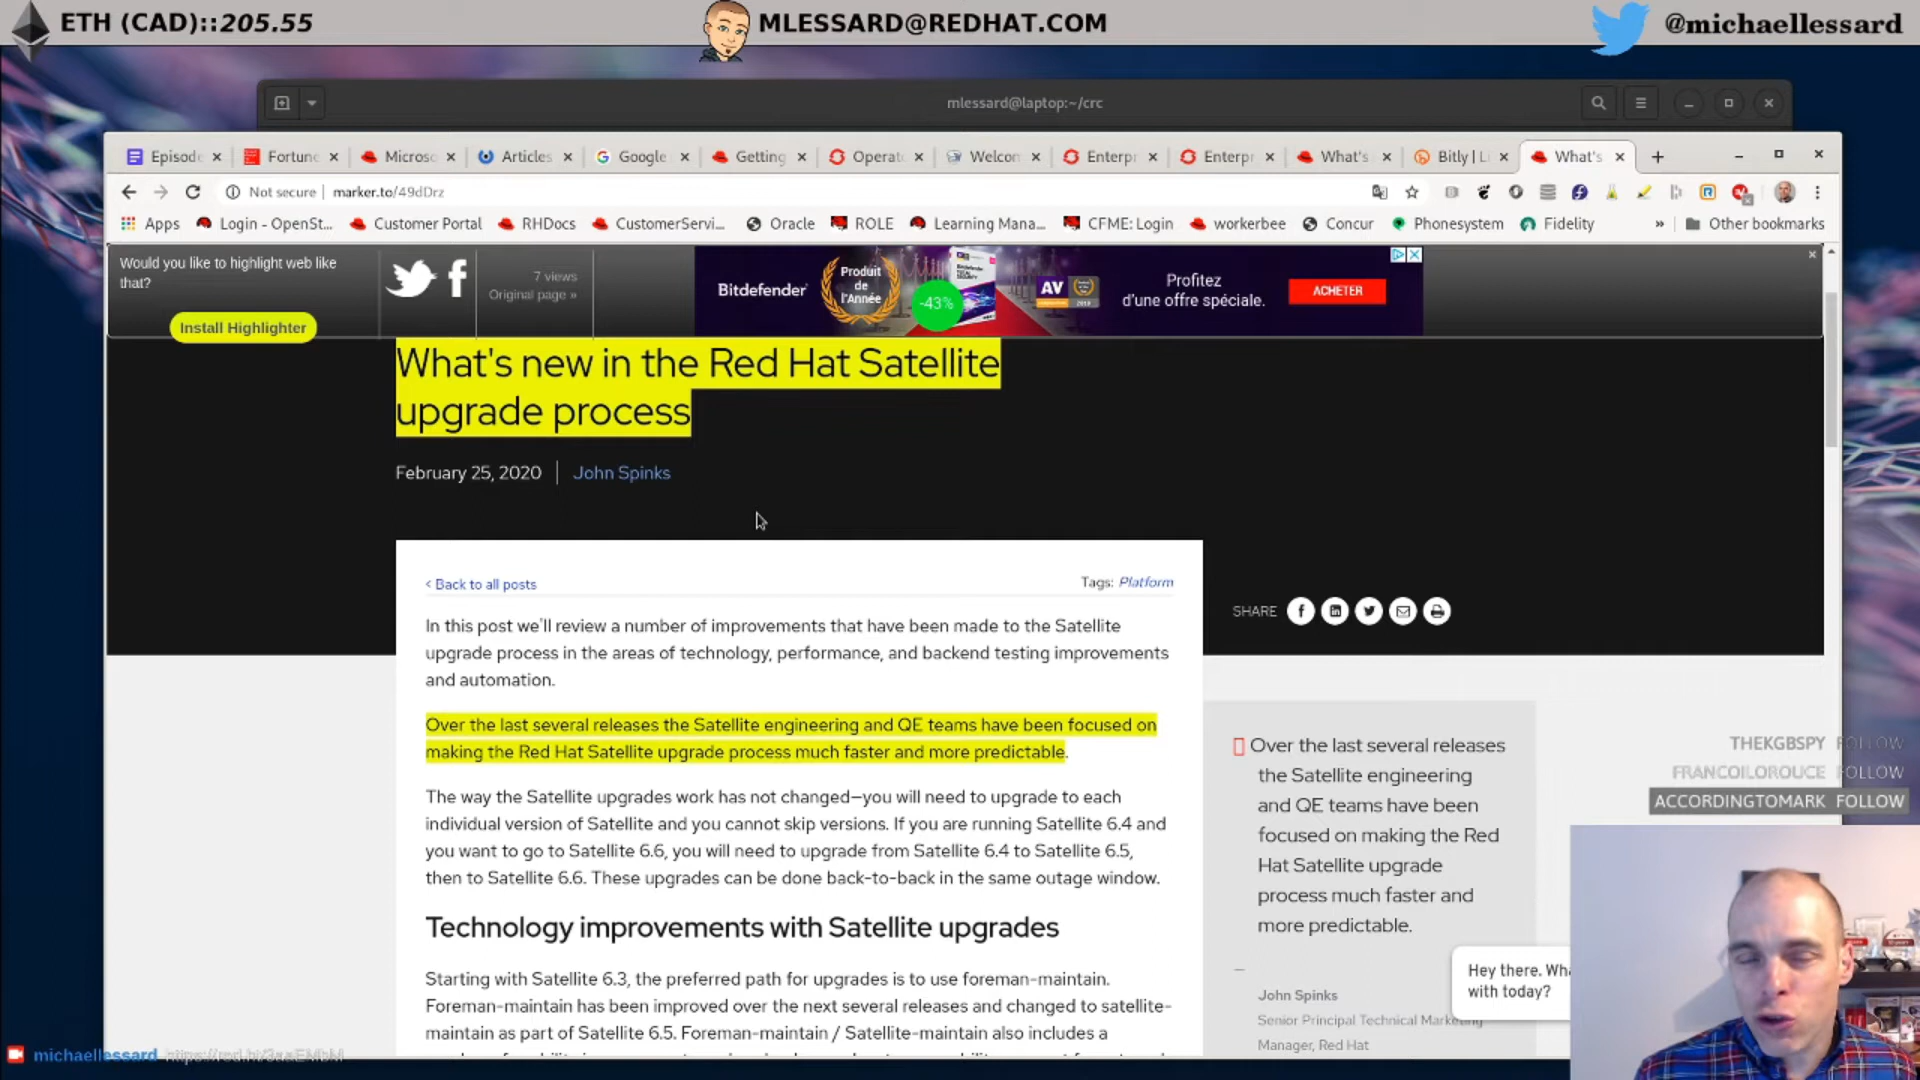 ETH (CAD)::205.55
MLESSARD@REDHAT.COM
@michaellessard
mlessard@laptop:~/crc
Episode
Fortune
Microso
Articles
Google
Getting
Operat
Welcon
Enterpr
Enterpr
What's
Bitly | Li
What's
Not secure | marker.to/49dDrz
Apps
Login - OpenSt...
Customer Portal
RHDocs
CustomerServi...
Oracle
ROLE
Learning Mana...
CFME: Login
workerbee
Concur
Phonesystem
Fidelity
»
Other bookmarks
Would you like to highlight web like
that?
Install Highlighter
7 views
Original page »
Bitdefender
Produit
de
l'Année
-43%
AV
Profitez
d'une offre spéciale.
ACHETER
What's new in the Red Hat Satellite
upgrade process
February 25, 2020 | John Spinks
< Back to all posts
Tags: Platform
SHARE
In this post we'll review a number of improvements that have been made to the Satellite
upgrade process in the areas of technology, performance, and backend testing improvements
and automation.
Over the last several releases the Satellite engineering and QE teams have been focused on
making the Red Hat Satellite upgrade process much faster and more predictable.
The way the Satellite upgrades work has not changed—you will need to upgrade to each
individual version of Satellite and you cannot skip versions. If you are running Satellite 6.4 and
you want to go to Satellite 6.6, you will need to upgrade from Satellite 6.4 to Satellite 6.5,
then to Satellite 6.6. These upgrades can be done back-to-back in the same outage window.
Technology improvements with Satellite upgrades
Starting with Satellite 6.3, the preferred path for upgrades is to use foreman-maintain.
Foreman-maintain has been improved over the next several releases and changed to satellite-
maintain as part of Satellite 6.5. Foreman-maintain / Satellite-maintain also includes a
Over the last several releases
the Satellite engineering
and QE teams have been
focused on making the Red
Hat Satellite upgrade
process much faster and
more predictable.
—
John Spinks
Senior Principal Technical Marketing
Manager, Red Hat
Hey there. Wha
with today?
THEKGBSPY FOLLOW
FRANCOILOROUCE FOLLOW
ACCORDINGTOMARK FOLLOW
michaellessard